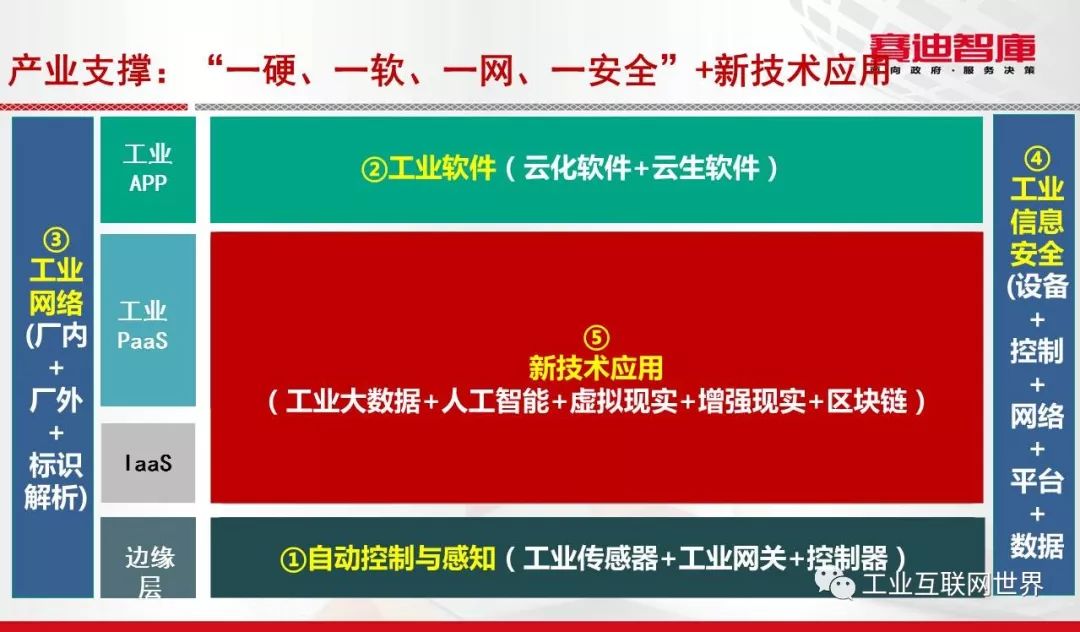 产业支撑：“一硬、一软、一网、一安全”+新技术应用
赛迪智库
面向政府·服务决策
③
工业
网络
(厂内
+
厂外
+
标识
解析)
工业
APP
②工业软件（云化软件+云生软件）
工业
PaaS
IaaS
⑤
新技术应用
（工业大数据+人工智能+虚拟现实+增强现实+区块链）
边缘
层
①自动控制与感知（工业传感器+工业网关+控制器）
④
工业
信息
安全
(设备
+
控制
+
网络
+
平台
+
数据
工业互联网世界